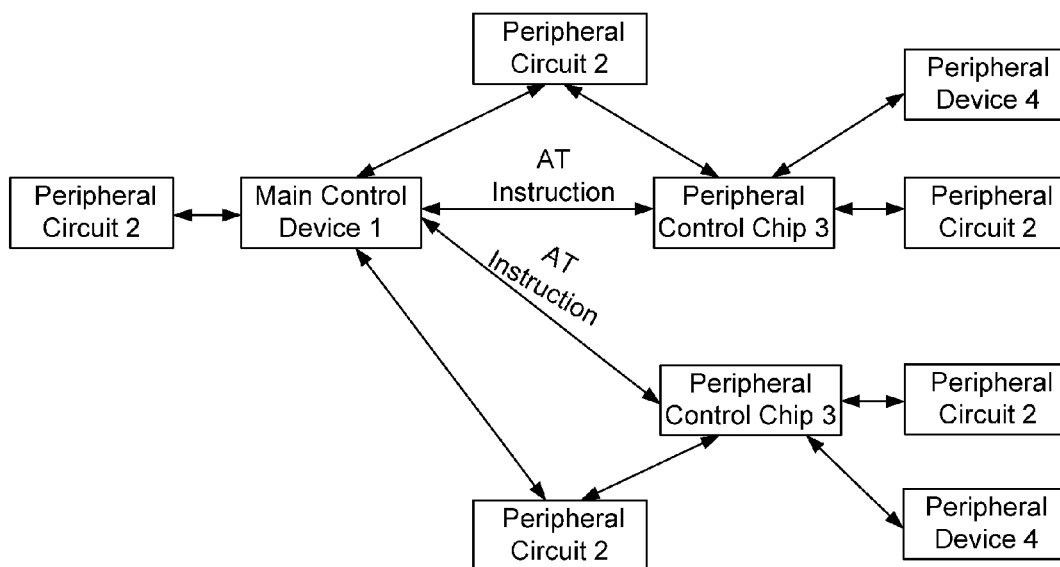 Peripheral
Circuit 2
Peripheral
Device 4
AT
Instruction
Peripheral
Circuit 2
Main Control
Device 1
Peripheral
Control Chip 3
Peripheral
Circuit 2
AT
Instruction
Peripheral
Control Chip 3
Peripheral
Circuit 2
Peripheral
Circuit 2
Peripheral
Device 4